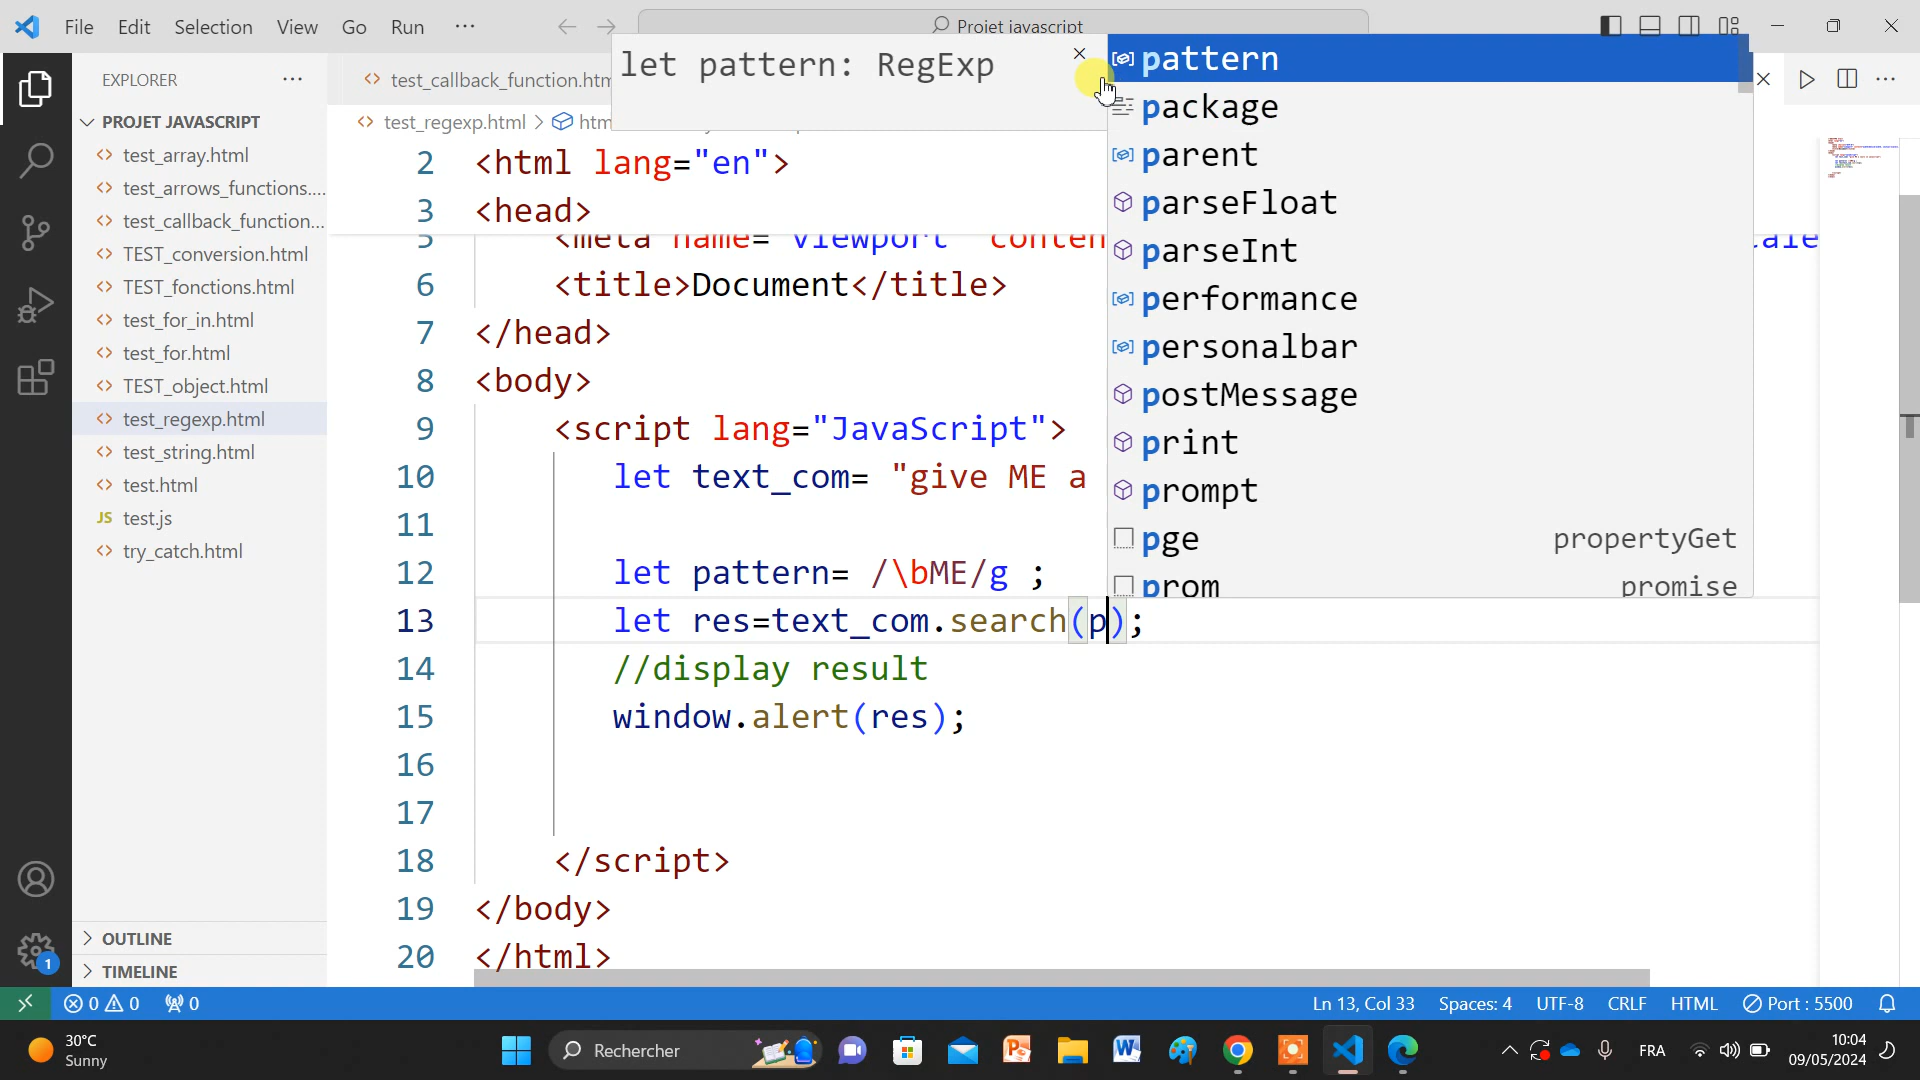 File Edit Selection View Go Run ···
Projet javascript
EXPLORER ···
test_callback_function.htm
PROJET JAVASCRIPT
test_array.html
test_arrows_functions....
test_callback_function...
TEST_conversion.html
TEST_fonctions.html
test_for_in.html
test_for.html
TEST_object.html
test_regexp.html
test_string.html
test.html
JS test.js
try_catch.html
OUTLINE
TIMELINE
let pattern: RegExp
test_regexp.html > htm
pattern
package
parent
parseFloat
parseInt
performance
personalbar
postMessage
print
prompt
pge propertyGet
prom promise
2 <html lang="en">
3 <head>
5 <meta name="viewport" conten
6 <title>Document</title>
7 </head>
8 <body>
9 <script lang="JavaScript">
10 let text_com= "give ME a
11
12 let pattern= /\bME/g ;
13 let res=text_com.search(p);
14 //display result
15 window.alert(res);
16
17
18 </script>
19 </body>
20 </html>
1
0 0 0
Ln 13, Col 33 Spaces: 4 UTF-8 CRLF HTML Port : 5500
30°C
Sunny
Rechercher
FRA
10:04
09/05/2024